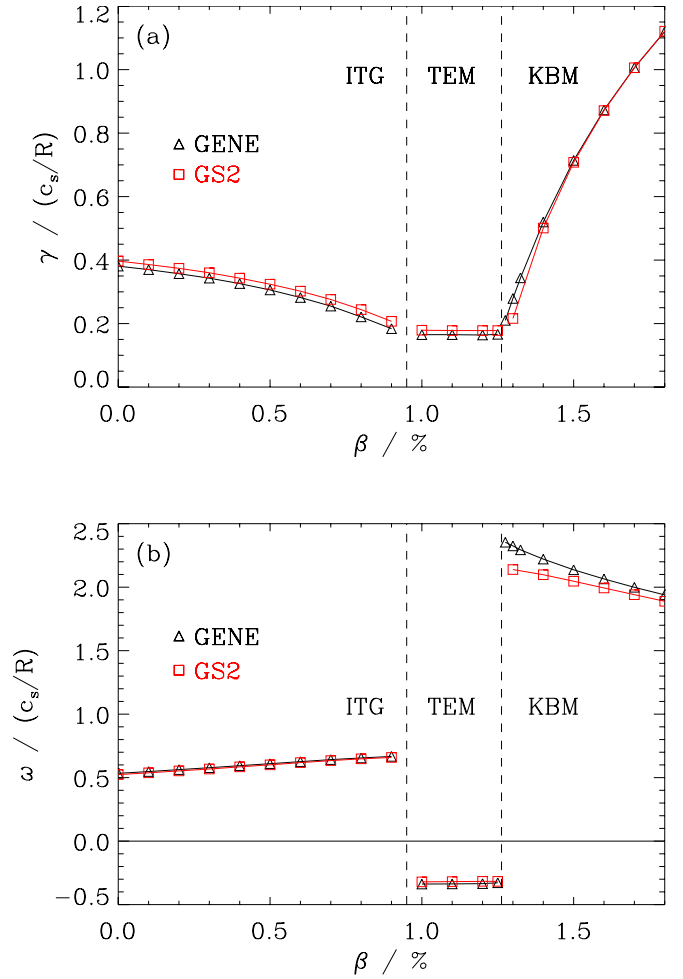 (a)
ITG TEM KBM
GENE
GS2
γ / (c_s/R)
1.2
1.0
0.8
0.6
0.4
0.2
0.0
0.0 0.5 1.0 1.5
β / %
(b)
GENE
GS2
ITG TEM KBM
ω / (c_s/R)
2.5
2.0
1.5
1.0
0.5
0.0
−0.5
0.0 0.5 1.0 1.5
β / %